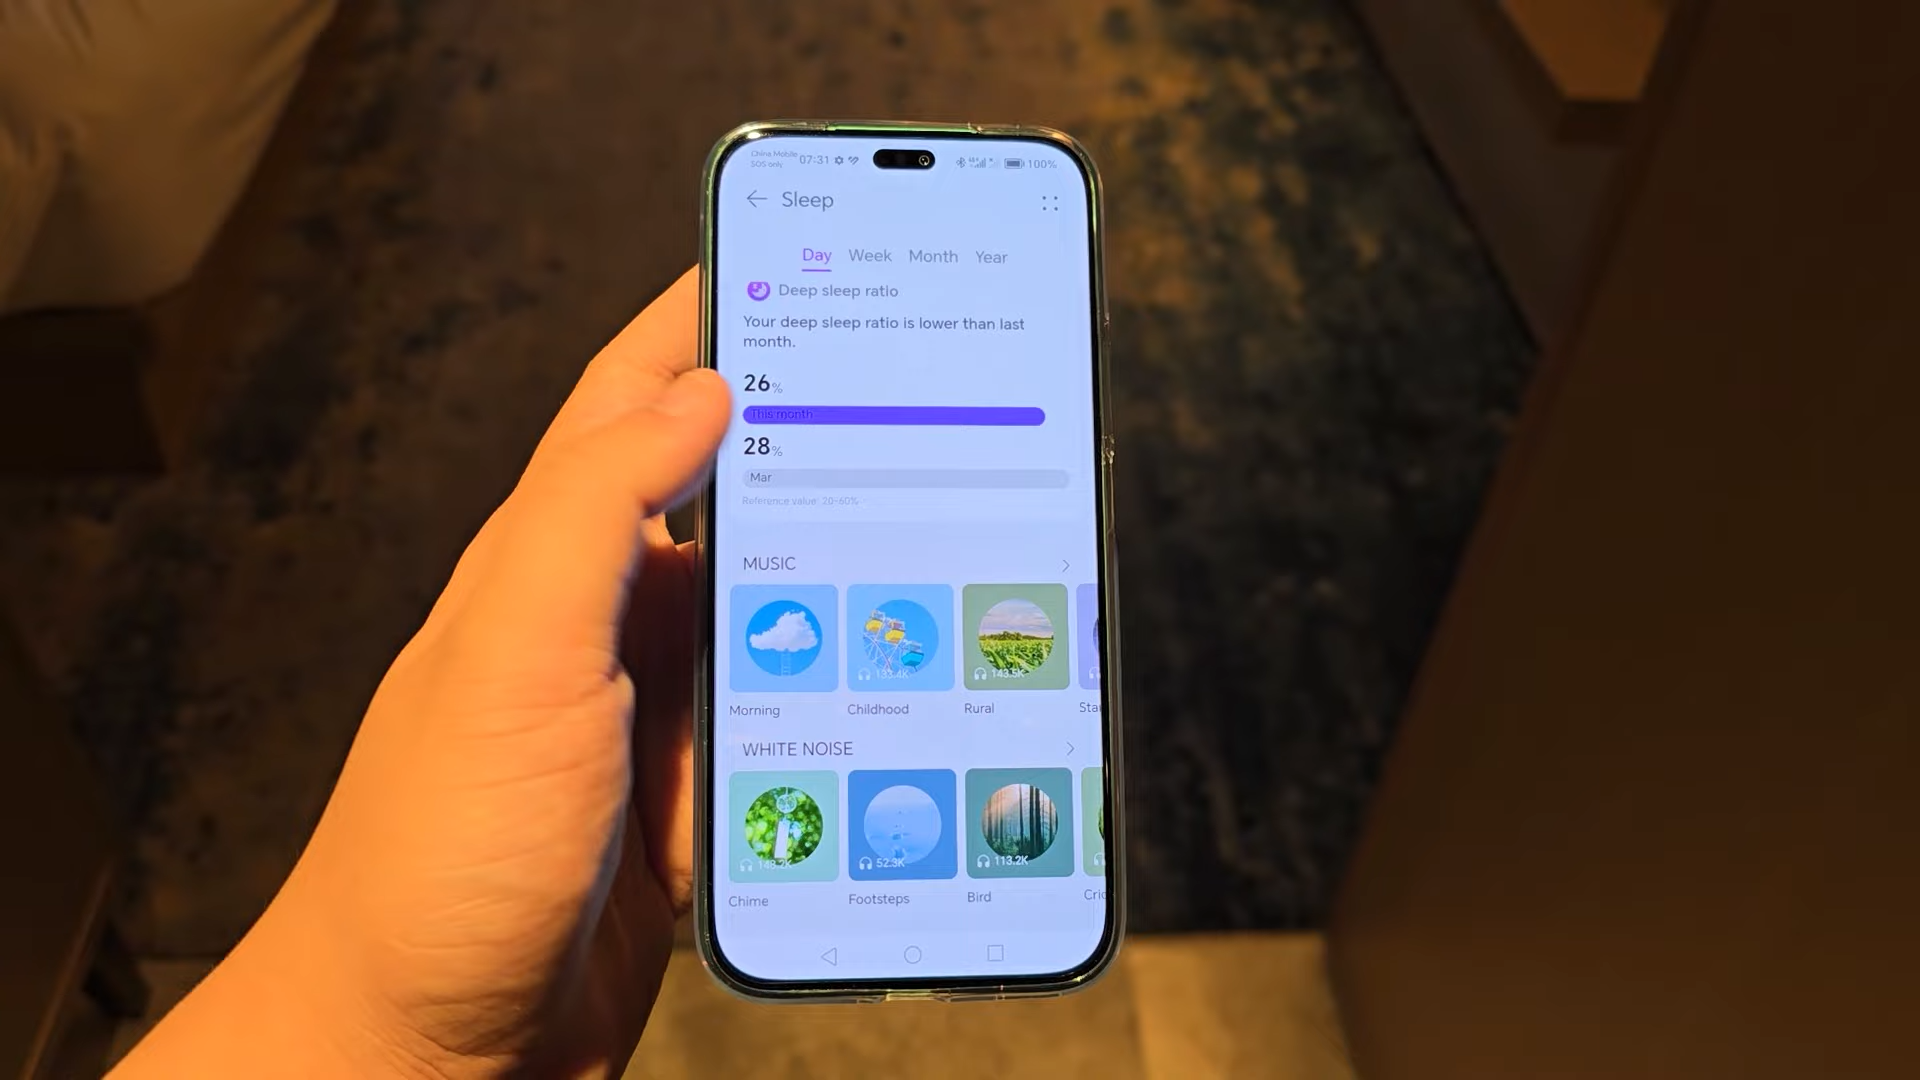 China Mobile
SOS only
07:31
100%
Sleep
Day Week Month Year
Deep sleep ratio
Your deep sleep ratio is lower than last
month.
26%
This month
28%
Mar
Reference value: 20-60%
MUSIC
133.4K
143.5K
Morning Childhood Rural
WHITE NOISE
148.2K
52.3K
113.2K
Chime Footsteps Bird